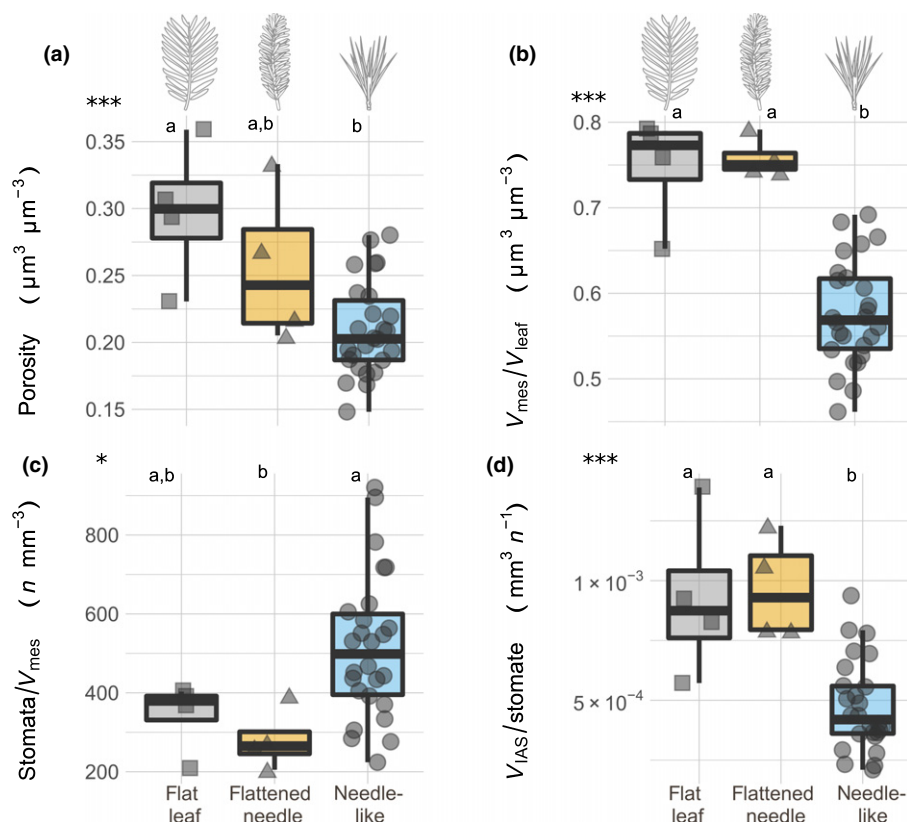 (a)
***
a
a,b
b
0.35
0.30
0.25
0.20
0.15
Porosity ( µm³ µm⁻³)
(b)
***
a
a
b
0.8
0.7
0.6
0.5
Vmes/Vleaf ( µm³ µm⁻³)
(c)
*
a,b
b
a
800
600
400
200
Stomata/Vmes ( n mm⁻³)
Flat leaf
Flattened needle
Needle-like
(d)
***
a
a
b
1 × 10⁻³
5 × 10⁻⁴
VIAS/stomate ( mm³ n⁻¹)
Flat leaf
Flattened needle
Needle-like